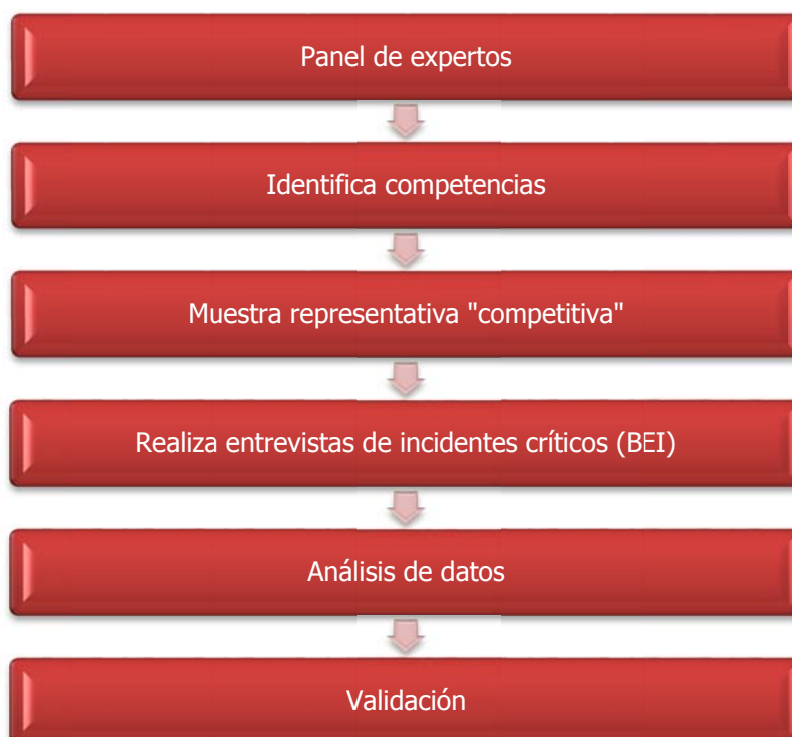 Panel de expertos
Identifica competencias
Muestra representativa "competitiva"
Realiza entrevistas de incidentes críticos (BEI)
Análisis de datos
Validación